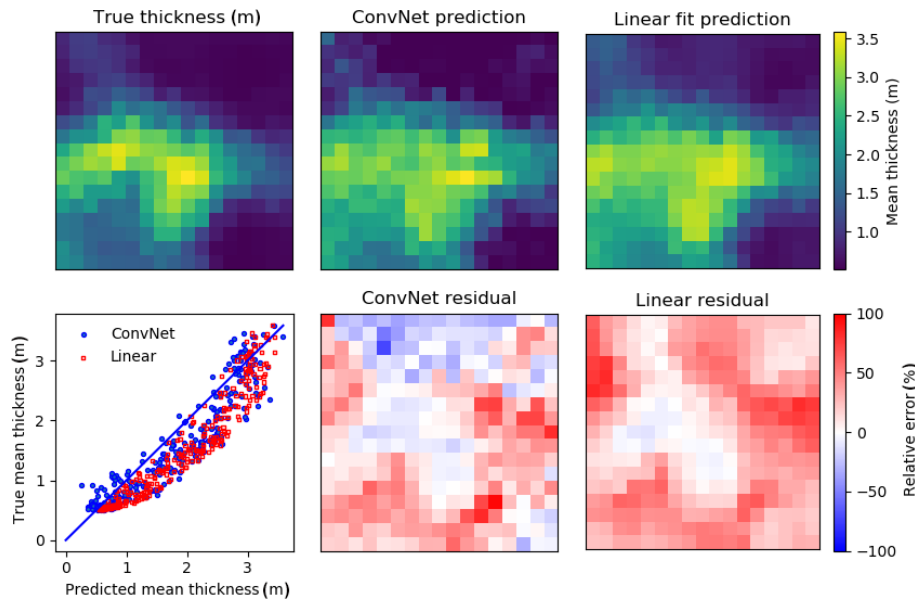 True thickness (m)
ConvNet prediction
Linear fit prediction
3.5
3.0
2.5
2.0
1.5
1.0
Mean thickness (m)
ConvNet
Linear
3
2
1
0
True mean thickness (m)
0
1
2
3
Predicted mean thickness (m)
ConvNet residual
Linear residual
100
50
0
−50
−100
Relative error (%)